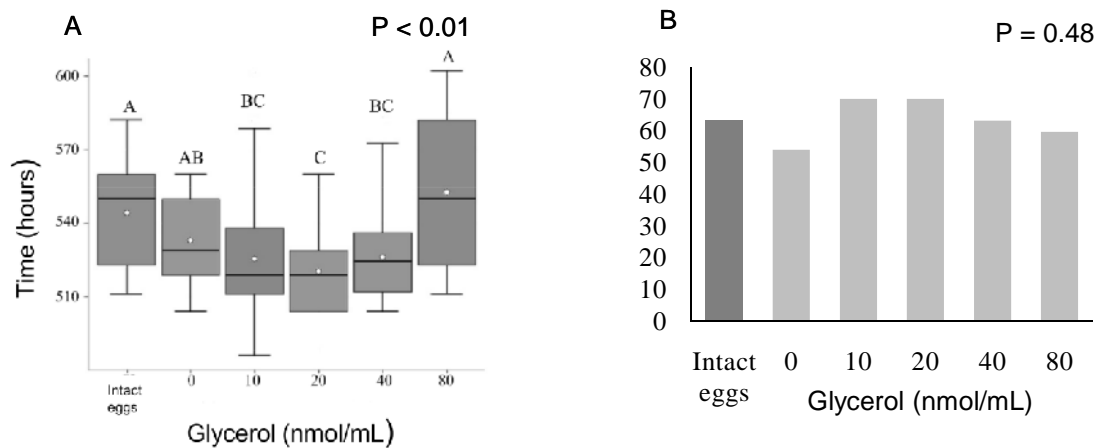 A
P < 0.01
Time (hours)
600
570
540
510
A
AB
BC
C
BC
A
Intact
eggs
0
10
20
40
80
Glycerol (nmol/mL)
B
P = 0.48
80
70
60
50
40
30
20
10
0
Intact
eggs
0
10
20
40
80
Glycerol (nmol/mL)